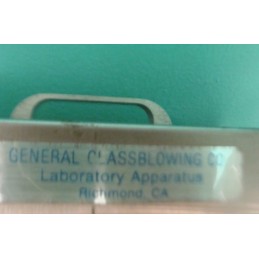 GENERAL GLASSBLOWING CO
Laboratory Apparatus
Richmond, CA